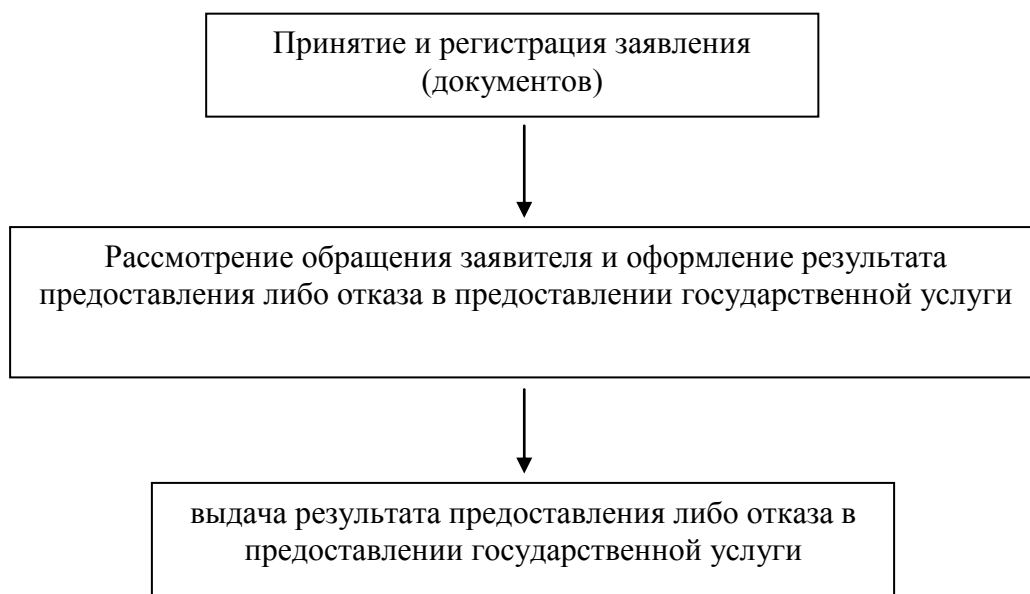 Принятие и регистрация заявления
(документов)
Рассмотрение обращения заявителя и оформление результата
предоставления либо отказа в предоставлении государственной услуги
выдача результата предоставления либо отказа в
предоставлении государственной услуги